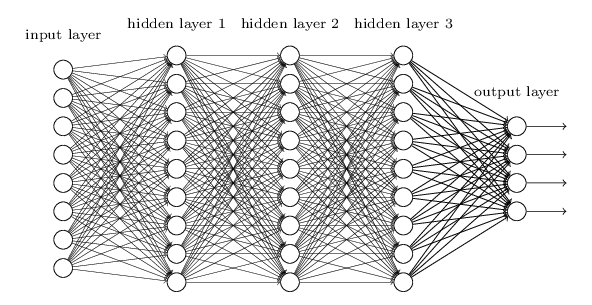 hidden layer 1 hidden layer 2 hidden layer 3
input layer
output layer